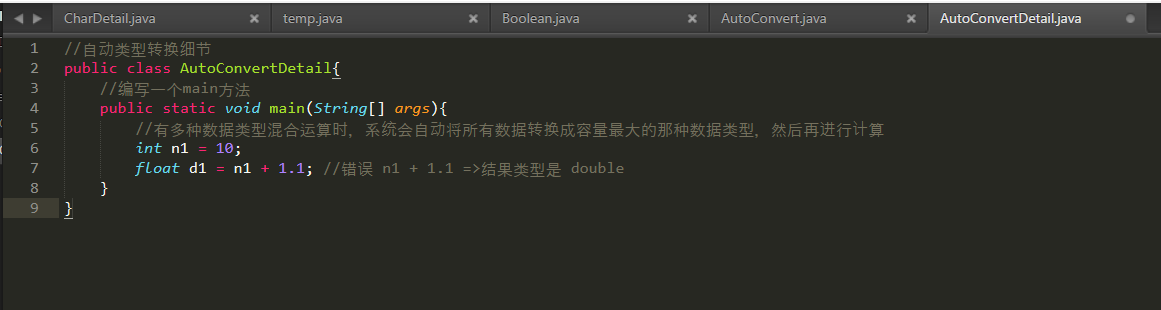 CharDetail.java temp.java Boolean.java AutoConvert.java AutoConvertDetail.java
1 //自动类型转换细节
2 public class AutoConvertDetail{
3 //编写一个main方法
4 public static void main(String[] args){
5 //有多种数据类型混合运算时，系统会自动将所有数据转换成容量最大的那种数据类型，然后再进行计算
6 int n1 = 10;
7 float d1 = n1 + 1.1; //错误 n1 + 1.1 =>结果类型是 double
8 }
9 }